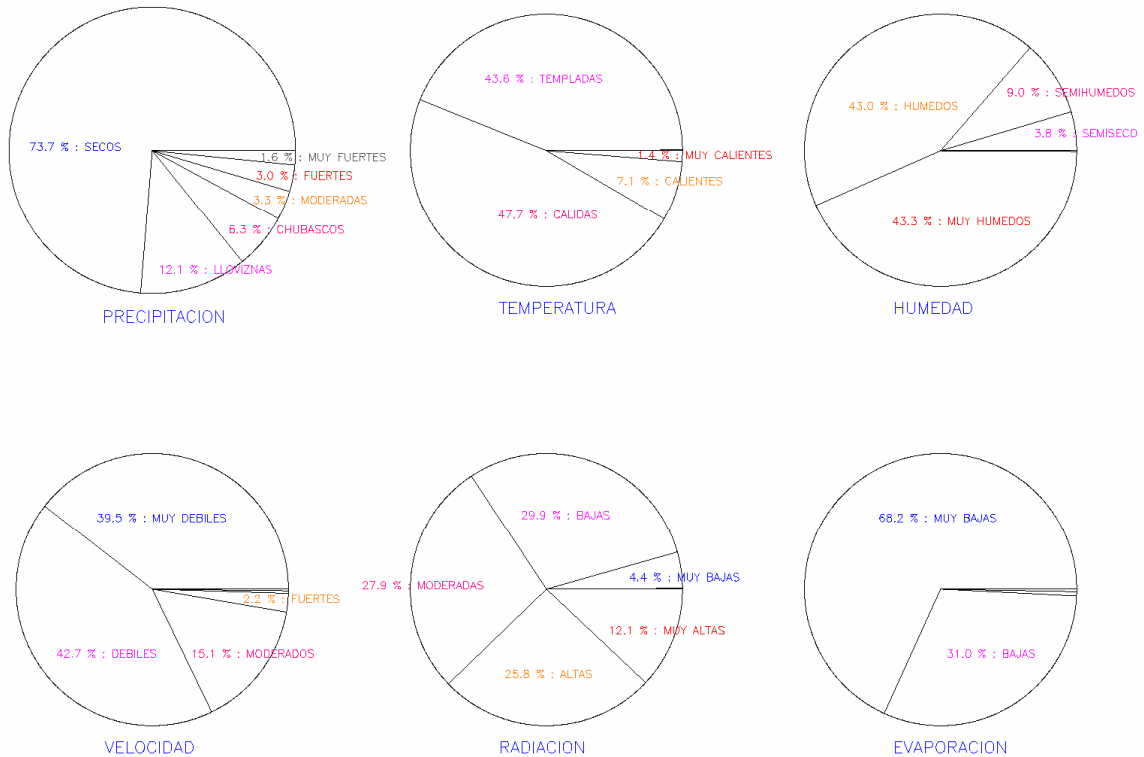 73.7 % : SECOS
1.6 % : MUY FUERTES
3.0 % : FUERTES
3.3 % : MODERADAS
6.3 % : CHUBASCOS
12.1 % : LLOVIZNAS
PRECIPITACION
43.6 % : TEMPLADAS
1.4 % : MUY CALIENTES
7.1 % : CALIENTES
47.7 % : CALIDAS
TEMPERATURA
9.0 % : SEMIHUMEDOS
43.0 % : HUMEDOS
3.8 % : SEMISECO
43.3 % : MUY HUMEDOS
HUMEDAD
39.5 % : MUY DEBILES
2.2 % : FUERTES
42.7 % : DEBILES
15.1 % : MODERADOS
VELOCIDAD
29.9 % : BAJAS
4.4 % : MUY BAJAS
27.9 % : MODERADAS
12.1 % : MUY ALTAS
25.8 % : ALTAS
RADIACION
68.2 % : MUY BAJAS
31.0 % : BAJAS
EVAPORACION